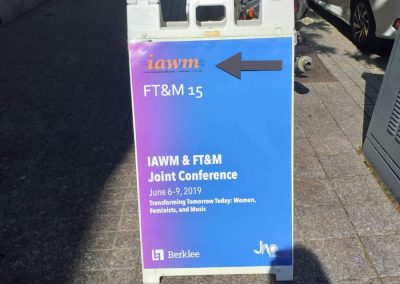 iawm
FT&M 15
IAWM & FT&M
Joint Conference
June 6-9, 2019
Transforming Tomorrow Today: Women,
Feminists, and Music
Berklee